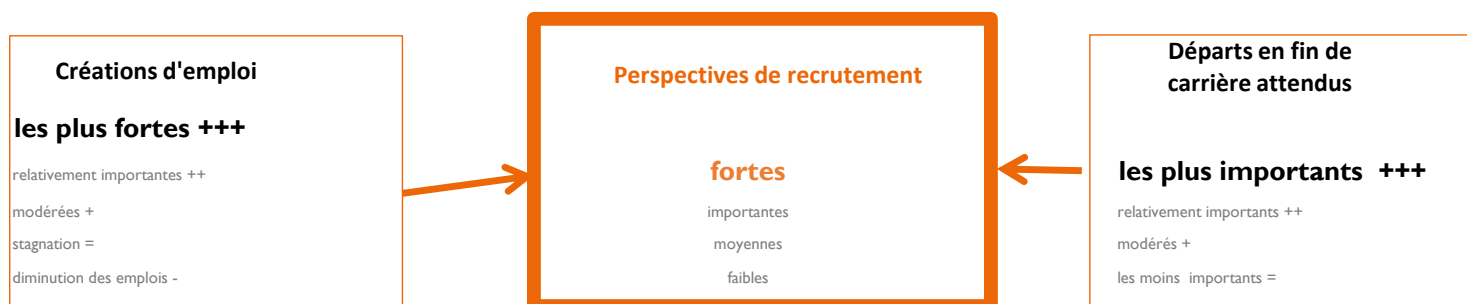 Créations d'emploi
les plus fortes +++
relativement importantes ++
modérées +
stagnation =
diminution des emplois -
Perspectives de recrutement
fortes
importantes
moyennes
faibles
Départs en fin de
carrière attendus
les plus importants +++
relativement importants ++
modérés +
les moins importants =